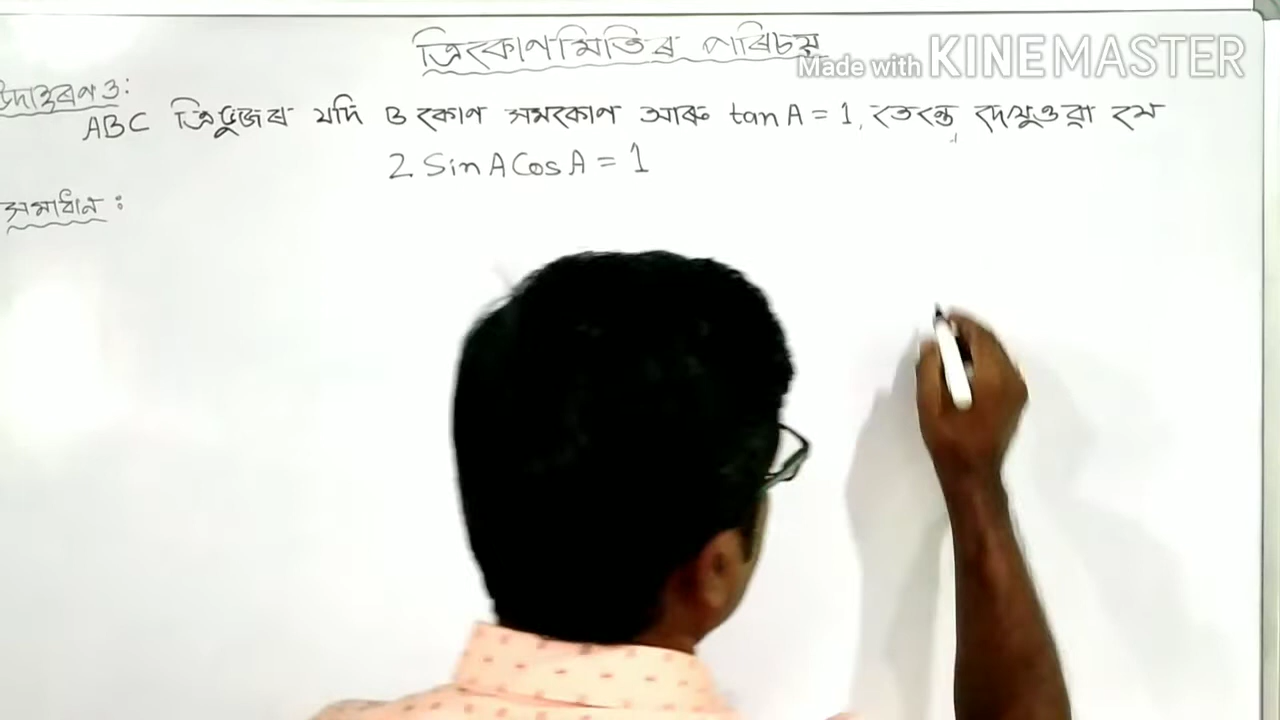 ত্ৰিকোণমিতিৰ পৰিচয়
Made with KINEMASTER
উদাহৰণ ৩:
ABC ত্ৰিভুজৰ যদি B কোণ সমকোণ আৰু tan A = 1, তেন্তে দেখুওৱা যে
2 Sin A Cos A = 1
সমাধান :